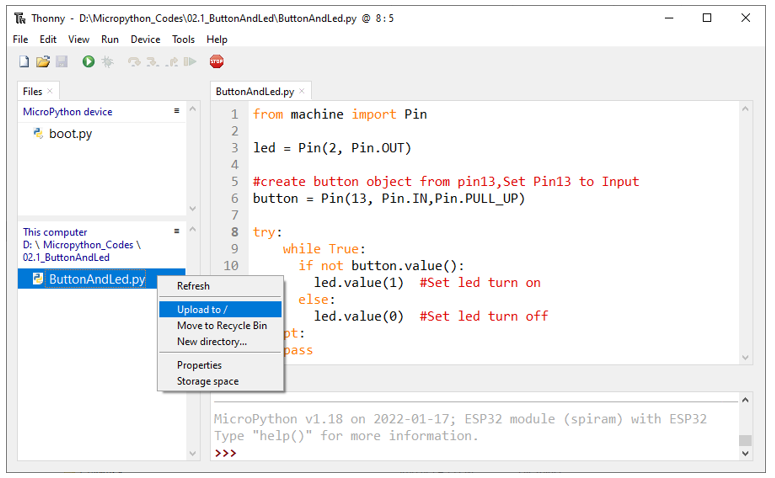 Thonny - D:\Micropython_Codes\02.1_ButtonAndLed\ButtonAndLed.py @ 8 : 5
File Edit View Run Device Tools Help
STOP
Files
MicroPython device
boot.py
This computer
D: \ Micropython_Codes \
02.1_ButtonAndLed
ButtonAndLed.py
Refresh
Upload to /
Move to Recycle Bin
New directory...
Properties
Storage space
ButtonAndLed.py
1 from machine import Pin
2
3 led = Pin(2, Pin.OUT)
4
5 #create button object from pin13,Set Pin13 to Input
6 button = Pin(13, Pin.IN,Pin.PULL_UP)
7
8 try:
9 while True:
10 if not button.value():
led.value(1) #Set led turn on
else:
led.value(0) #Set led turn off
pt:
pass
MicroPython v1.18 on 2022-01-17; ESP32 module (spiram) with ESP32
Type "help()" for more information.
>>>